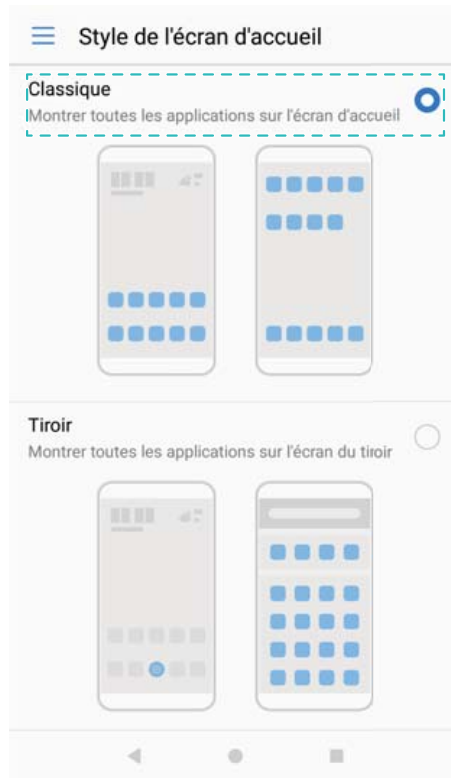 Style de l'écran d'accueil
Classique
Montrer toutes les applications sur l'écran d'accueil
Tiroir
Montrer toutes les applications sur l'écran du tiroir